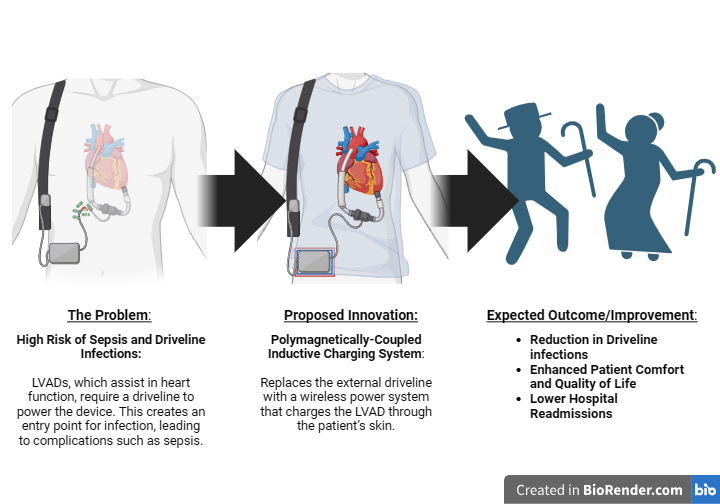 The Problem:
High Risk of Sepsis and Driveline
Infections:
LVADs, which assist in heart
function, require a driveline to
power the device. This creates an
entry point for infection, leading
to complications such as sepsis.
Proposed Innovation:
Polymagnetically-Coupled
Inductive Charging System:
Replaces the external driveline
with a wireless power system
that charges the LVAD through
the patient's skin.
Expected Outcome/Improvement:
• Reduction in Driveline
infections
• Enhanced Patient Comfort
and Quality of Life
• Lower Hospital
Readmissions
Created in BioRender.com bio